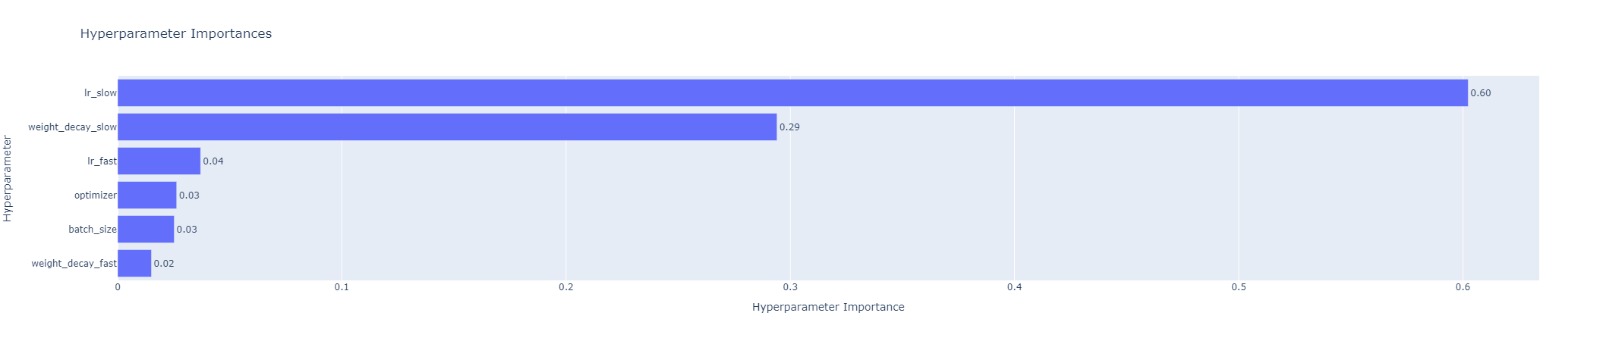 Hyperparameter Importances
Hyperparameter
lr_slow 0.60
weight_decay_slow 0.29
lr_fast 0.04
optimizer 0.03
batch_size 0.03
weight_decay_fast 0.02
0 0.1 0.2 0.3 0.4 0.5 0.6
Hyperparameter Importance